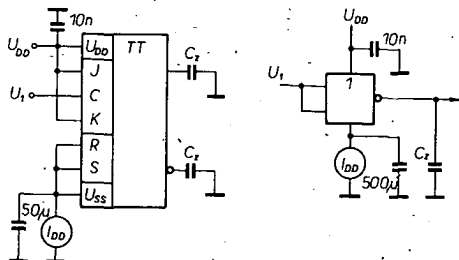 10n
U_DD
U_DD TT
J
C_z
U_1 C
K
R
S
U_SS
C_z
50μ
I_DD
U_DD
10n
U_1
1
I_DD
500μ
C_z